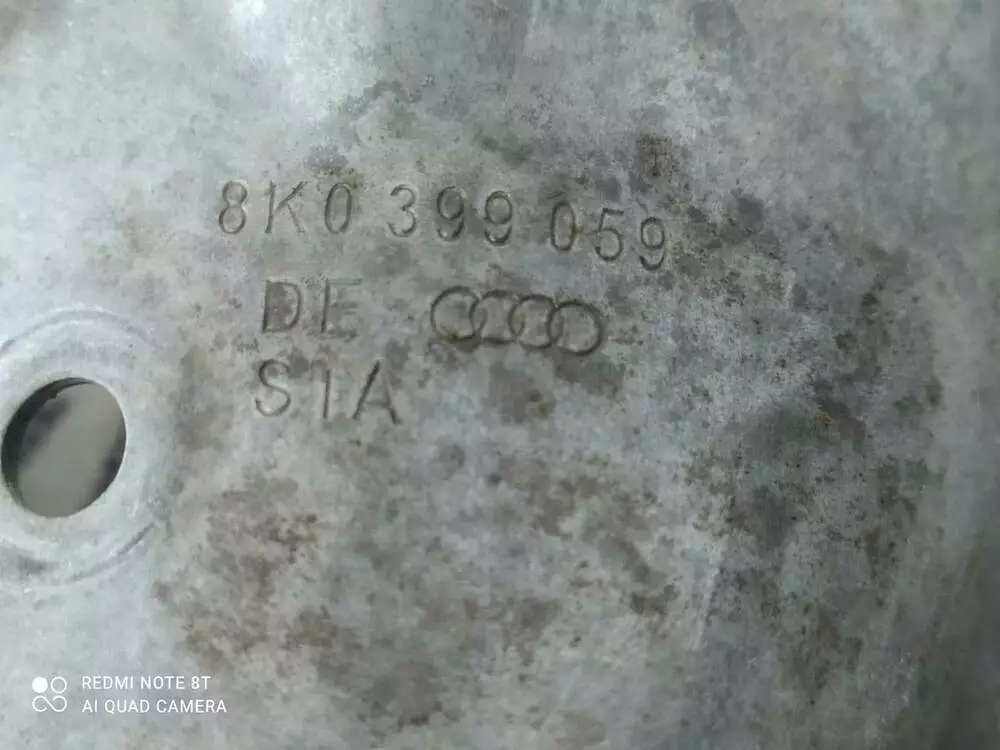 8K0 399 059
DE
S1A
REDMI NOTE 8T
AI QUAD CAMERA